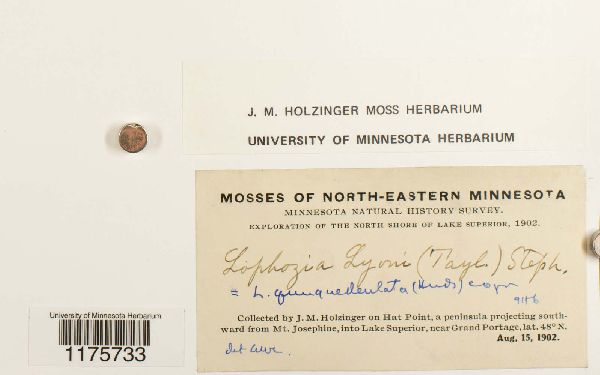 J. M. HOLZINGER MOSS HERBARIUM
UNIVERSITY OF MINNESOTA HERBARIUM
MOSSES OF NORTH-EASTERN MINNESOTA
MINNESOTA NATURAL HISTORY SURVEY.
EXPLORATION OF THE NORTH SHORE OF LAKE SUPERIOR, 1902.
Lophozia Lyoni (Tayl.) Steph.
= L. quinquedentata (Huds) Cogn
Collected by J. M. Holzinger on Hat Point, a peninsula projecting south-
ward from Mt. Josephine, into Lake Superior, near Grand Portage, lat. 48° N.
Aug. 15, 1902.
det
University of Minnesota Herbarium
1175733